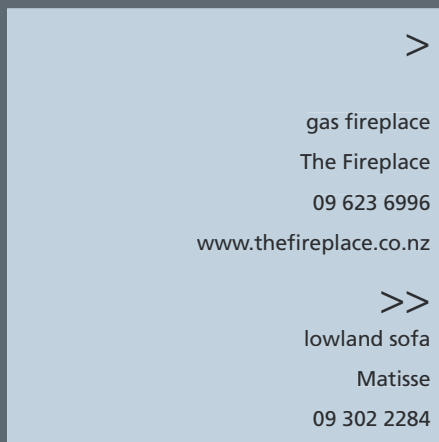 >
gas fireplace
The Fireplace
09 623 6996
www.thefireplace.co.nz
>>
lowland sofa
Matisse
09 302 2284